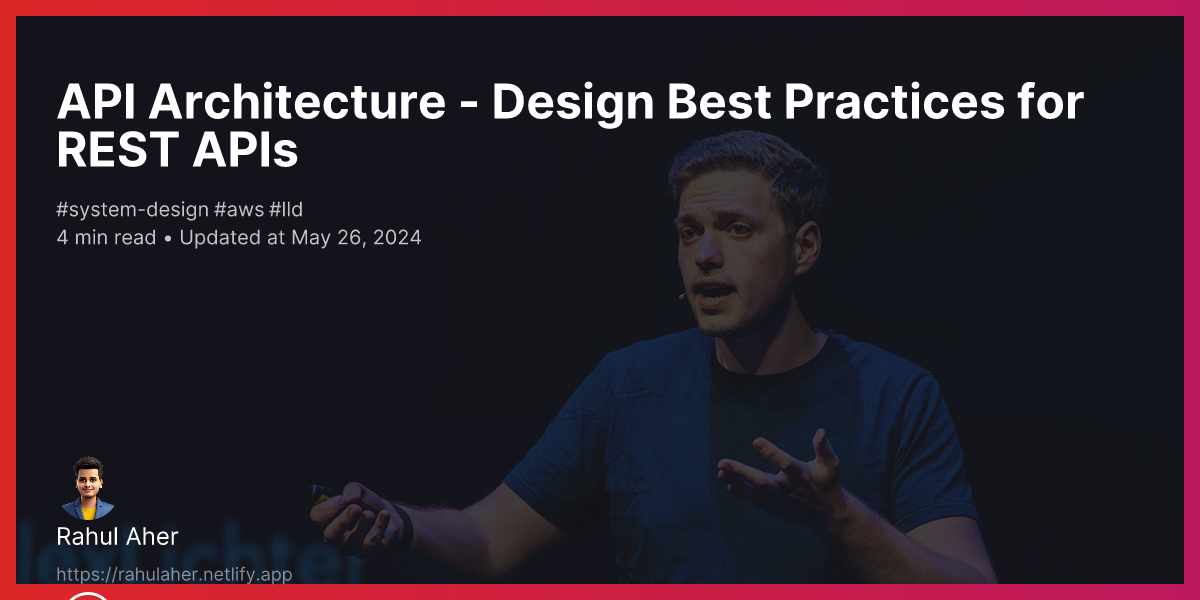 API Architecture - Design Best Practices for
REST APIs
#system-design #aws #lld
4 min read • Updated at May 26, 2024
Rahul Aher
https://rahulaher.netlify.app